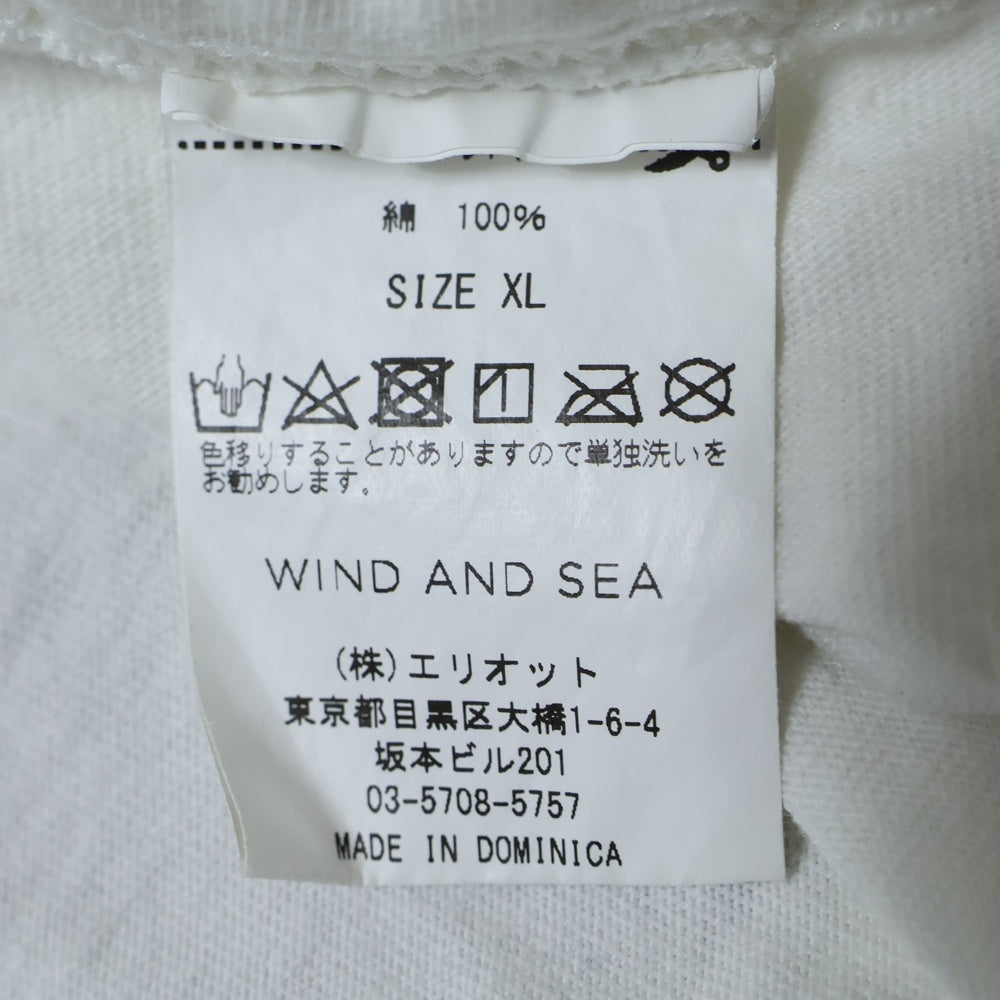 綿 100%
SIZE XL
色移りすることがありますので単独洗いを
お勧めします。
WIND AND SEA
(株)エリオット
東京都目黒区大橋1-6-4
坂本ビル201
03-5708-5757
MADE IN DOMINICA